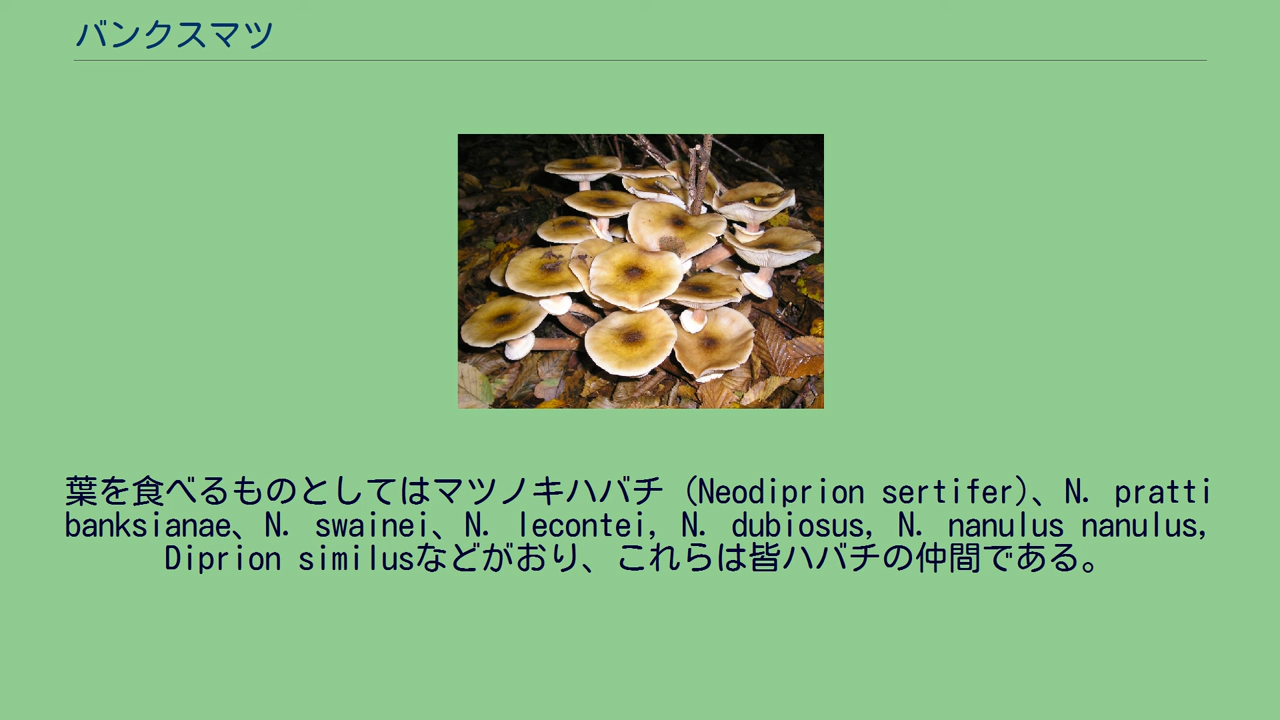 バンクスマツ
葉を食べるものとしてはマツノキハバチ (Neodiprion sertifer)、N. pratti
banksianae、N. swainei、N. lecontei, N. dubiosus, N. nanulus nanulus,
Diprion similusなどがおり、これらは皆ハバチの仲間である。